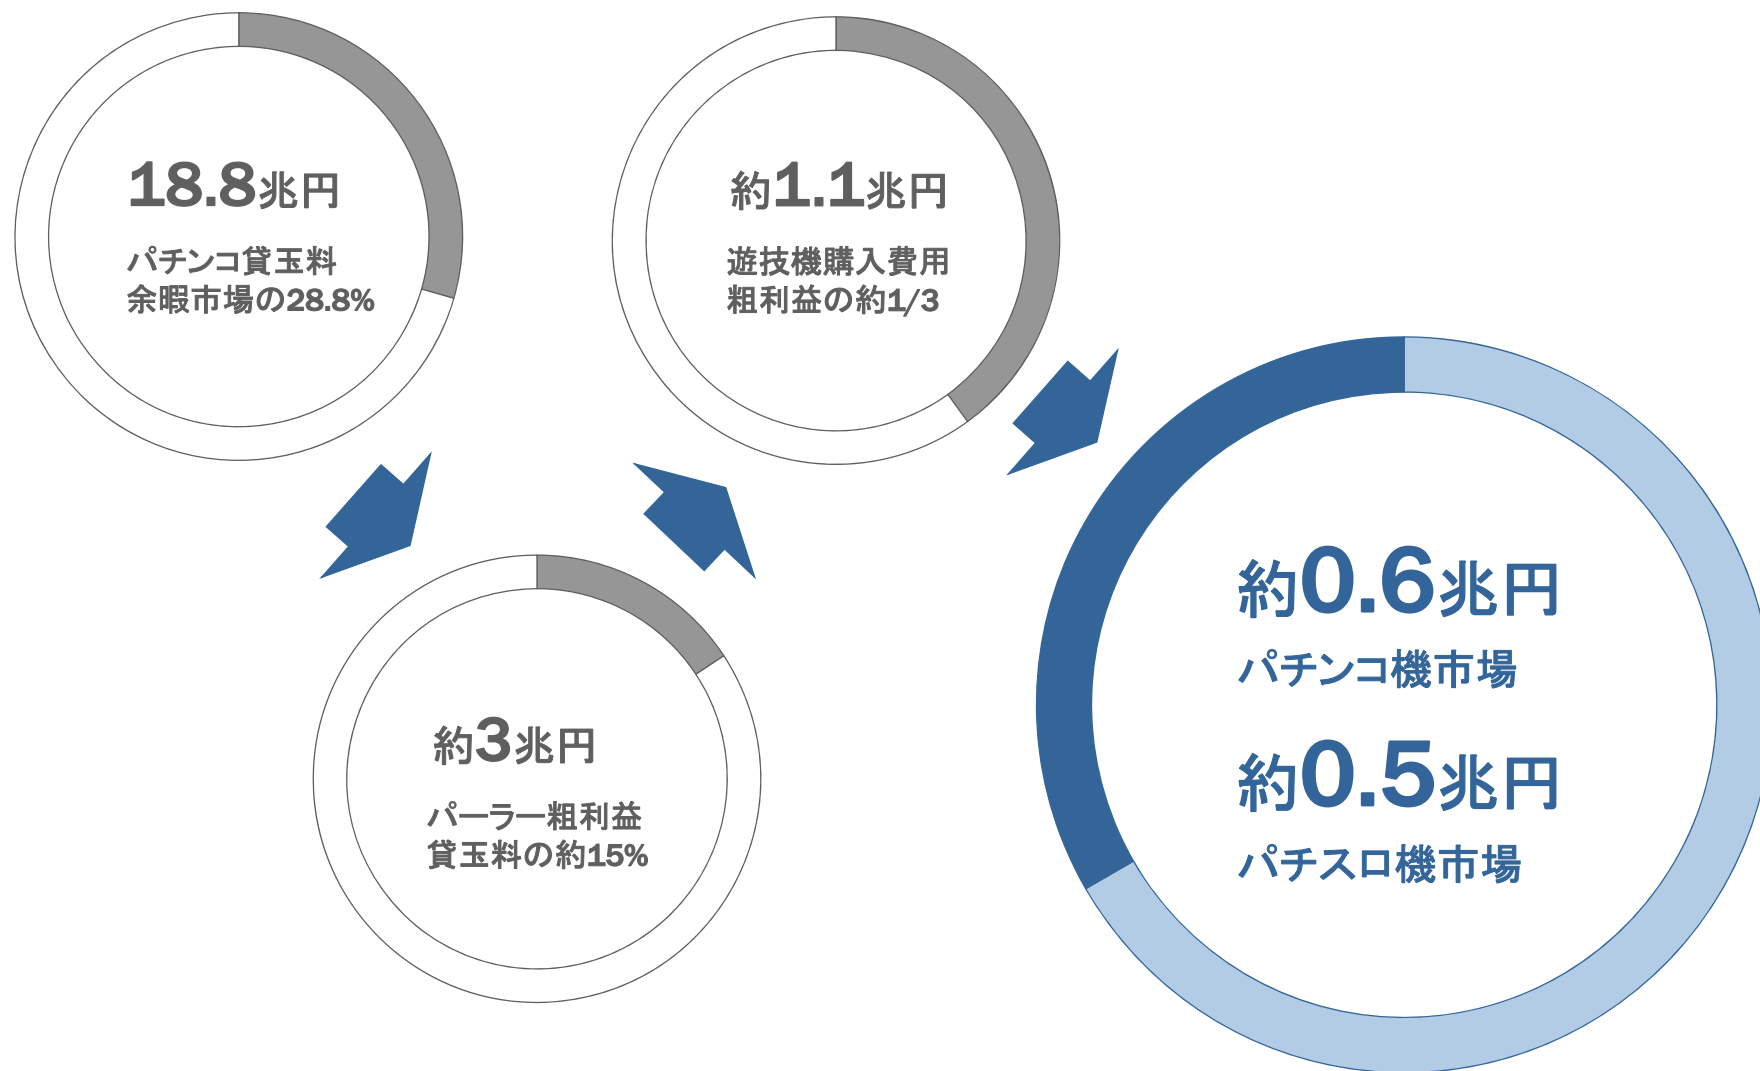 18.8兆円
パチンコ貸玉料
余暇市場の28.8%
約3兆円
パーラー粗利益
貸玉料の約15%
約1.1兆円
遊技機購入費用
粗利益の約1/3
約0.6兆円
パチンコ機市場
約0.5兆円
パチスロ機市場